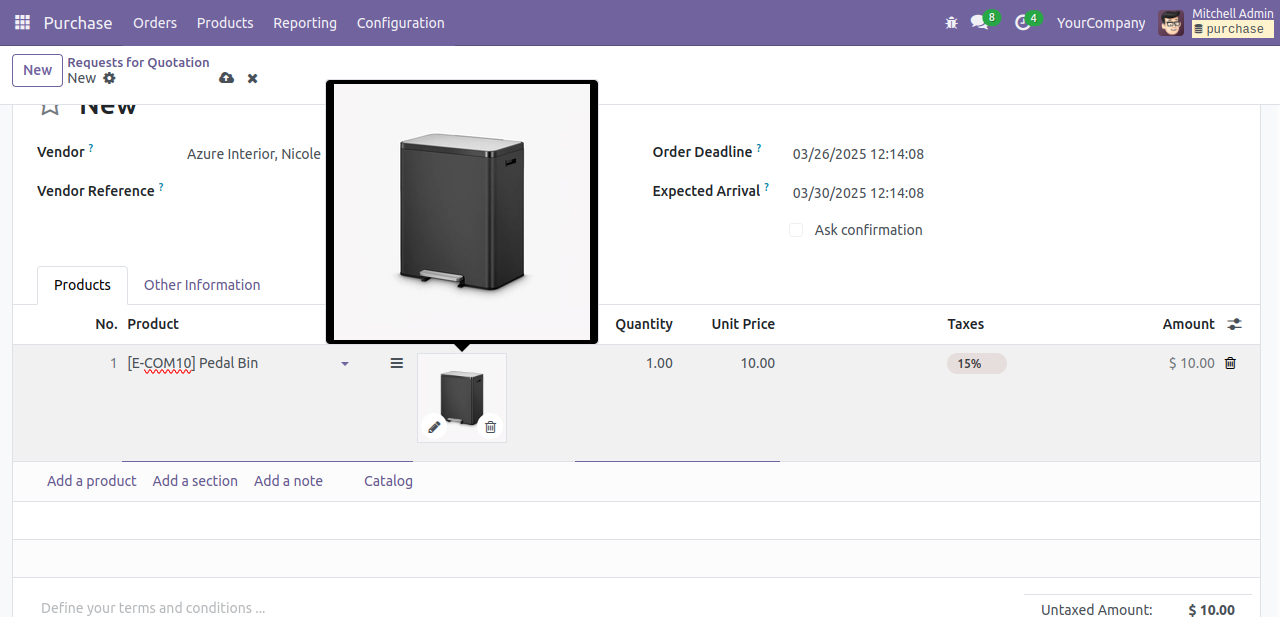 Purchase Orders Products Reporting Configuration 8 4 YourCompany Mitchell Admin
purchase
New Requests for Quotation
New
New
Vendor ? Azure Interior, Nicole Order Deadline ? 03/26/2025 12:14:08
Vendor Reference ? Expected Arrival ? 03/30/2025 12:14:08
Ask confirmation
Products Other Information
No. Product Quantity Unit Price Taxes Amount
1 [E-COM10] Pedal Bin 1.00 10.00 15% $ 10.00
Add a product Add a section Add a note Catalog
Define your terms and conditions ...
Untaxed Amount: $ 10.00